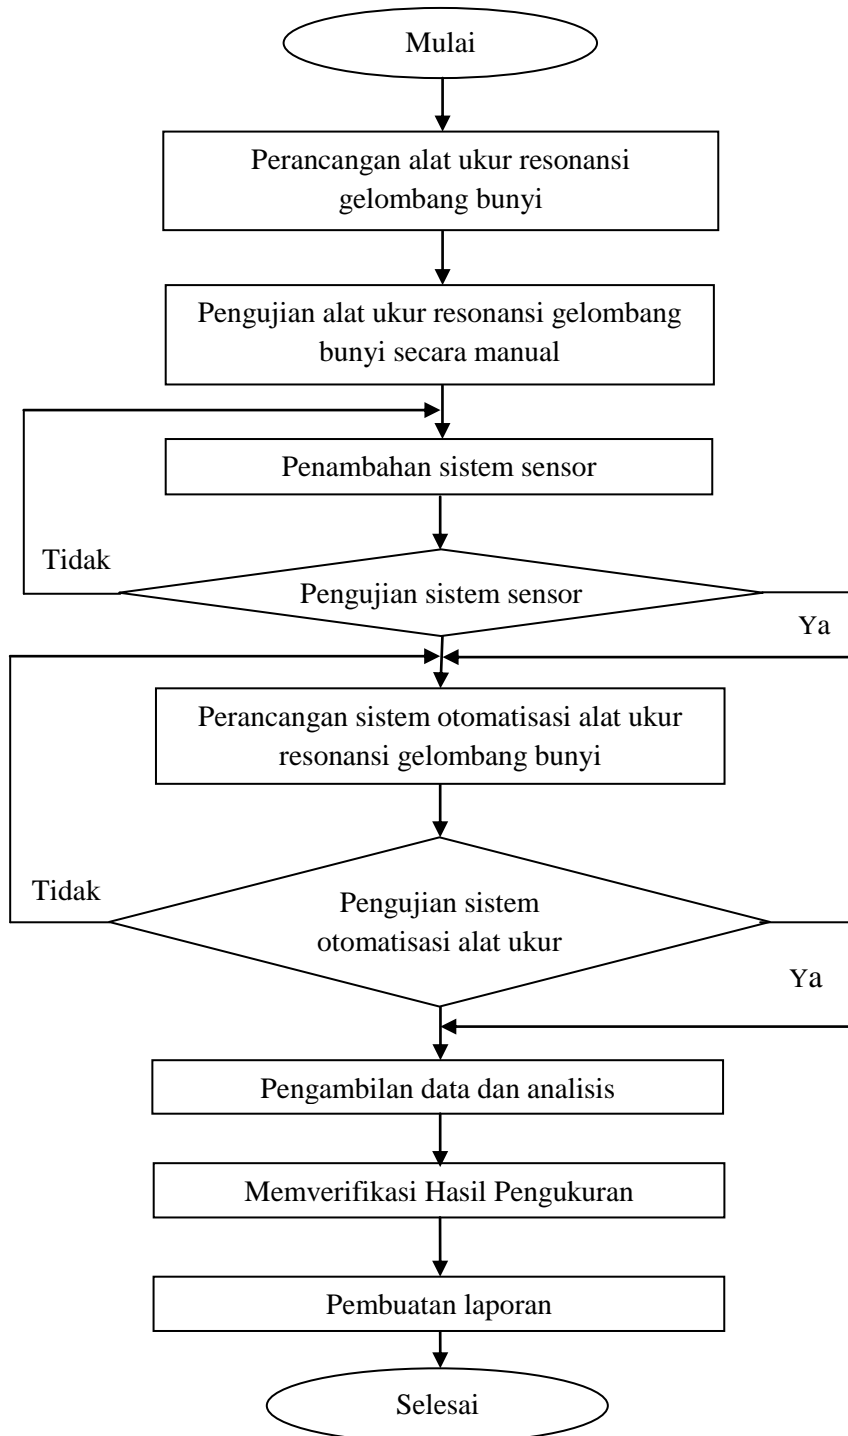 Mulai
Perancangan alat ukur resonansi
gelombang bunyi
Pengujian alat ukur resonansi gelombang
bunyi secara manual
Penambahan sistem sensor
Tidak
Pengujian sistem sensor
Ya
Perancangan sistem otomatisasi alat ukur
resonansi gelombang bunyi
Tidak
Pengujian sistem
otomatisasi alat ukur
Ya
Pengambilan data dan analisis
Memverifikasi Hasil Pengukuran
Pembuatan laporan
Selesai